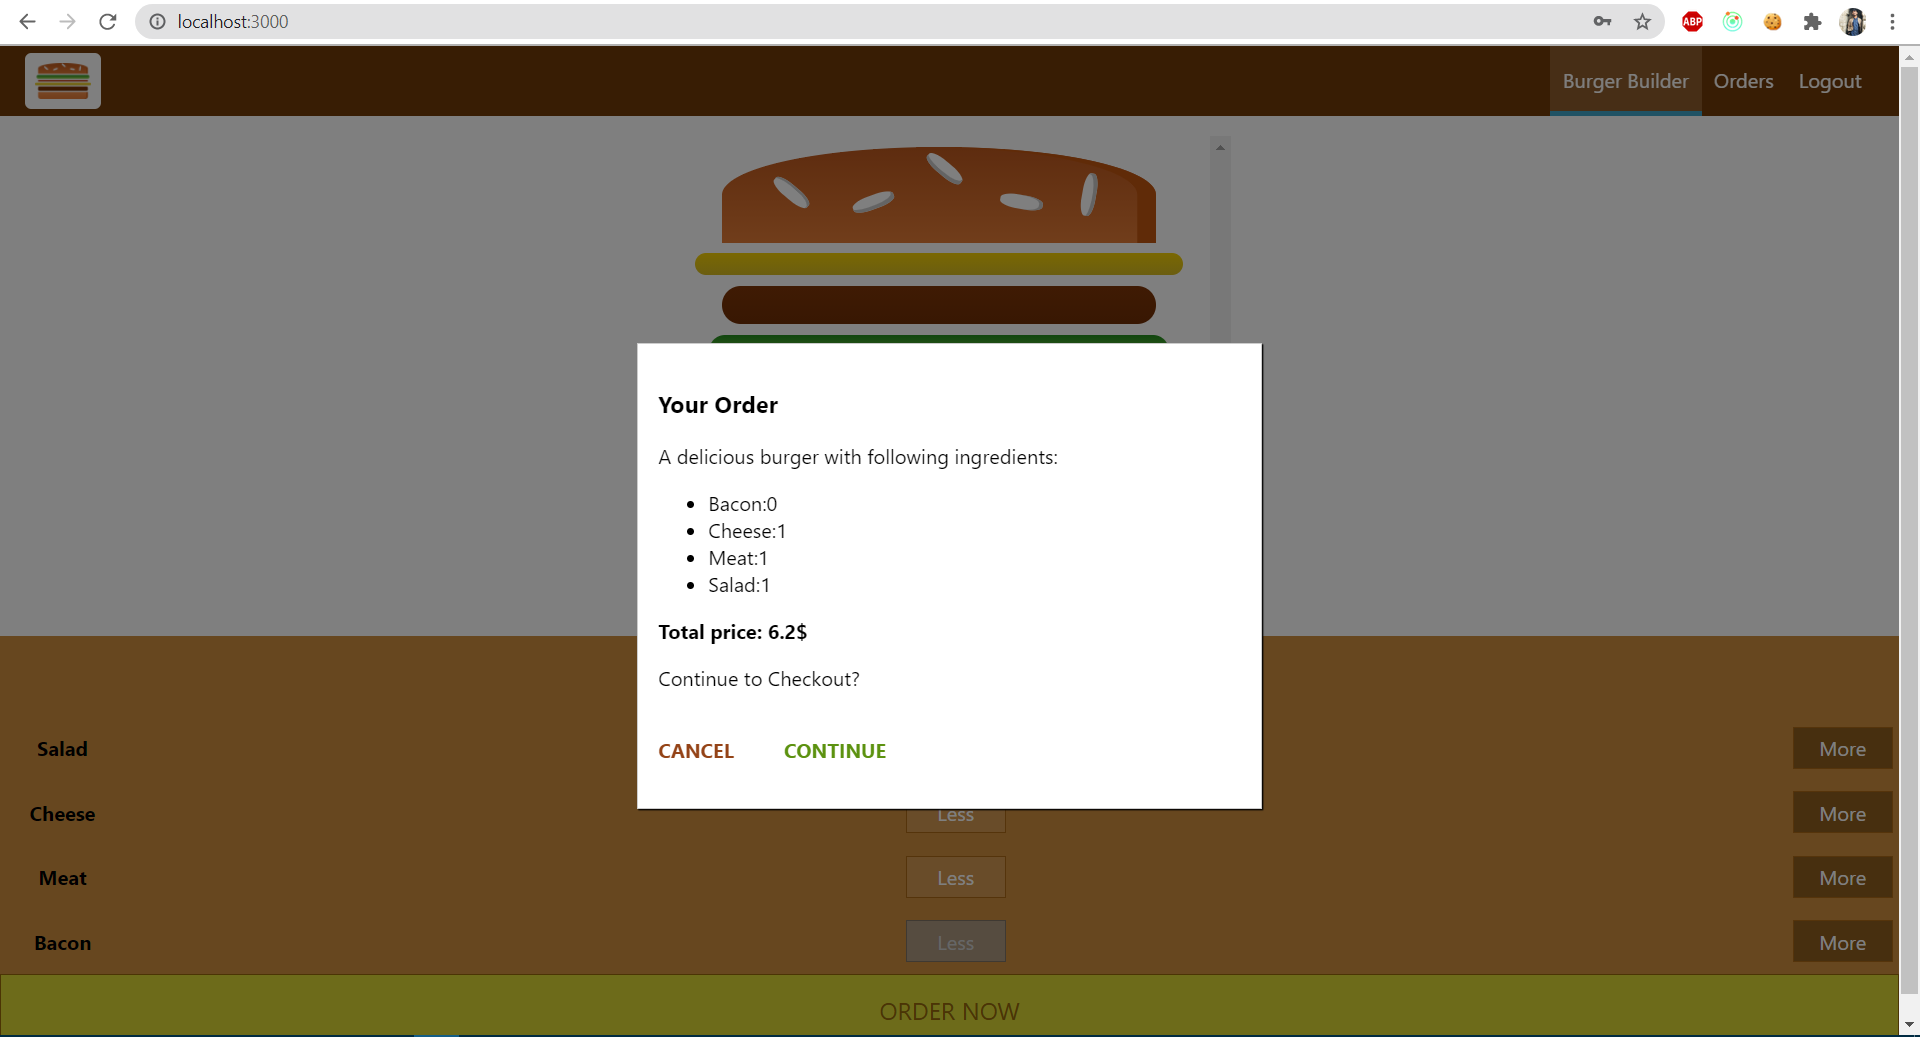 localhost:3000
ABP
Burger Builder Orders Logout
Your Order
A delicious burger with following ingredients:
Bacon:0
Cheese:1
Meat:1
Salad:1
Total price: 6.2$
Continue to Checkout?
CANCEL CONTINUE
Salad More
Cheese Less More
Meat Less More
Bacon Less More
ORDER NOW